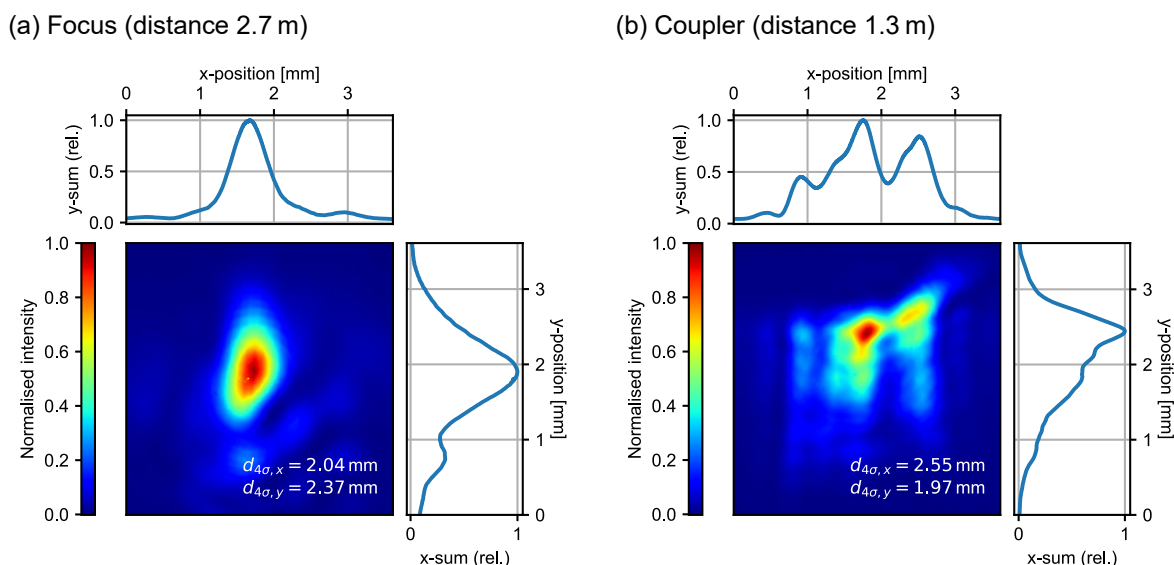 (a) Focus (distance 2.7 m)
x-position [mm]
0 1 2 3
y-sum (rel.)
1.0
0.5
0.0
Normalised intensity
1.0
0.8
0.6
0.4
0.2
0.0
d4σ, x = 2.04 mm
d4σ, y = 2.37 mm
3
2
1
0
y-position [mm]
0 1
x-sum (rel.)
(b) Coupler (distance 1.3 m)
x-position [mm]
0 1 2 3
y-sum (rel.)
1.0
0.5
0.0
Normalised intensity
1.0
0.8
0.6
0.4
0.2
0.0
d4σ, x = 2.55 mm
d4σ, y = 1.97 mm
3
2
1
0
y-position [mm]
0 1
x-sum (rel.)